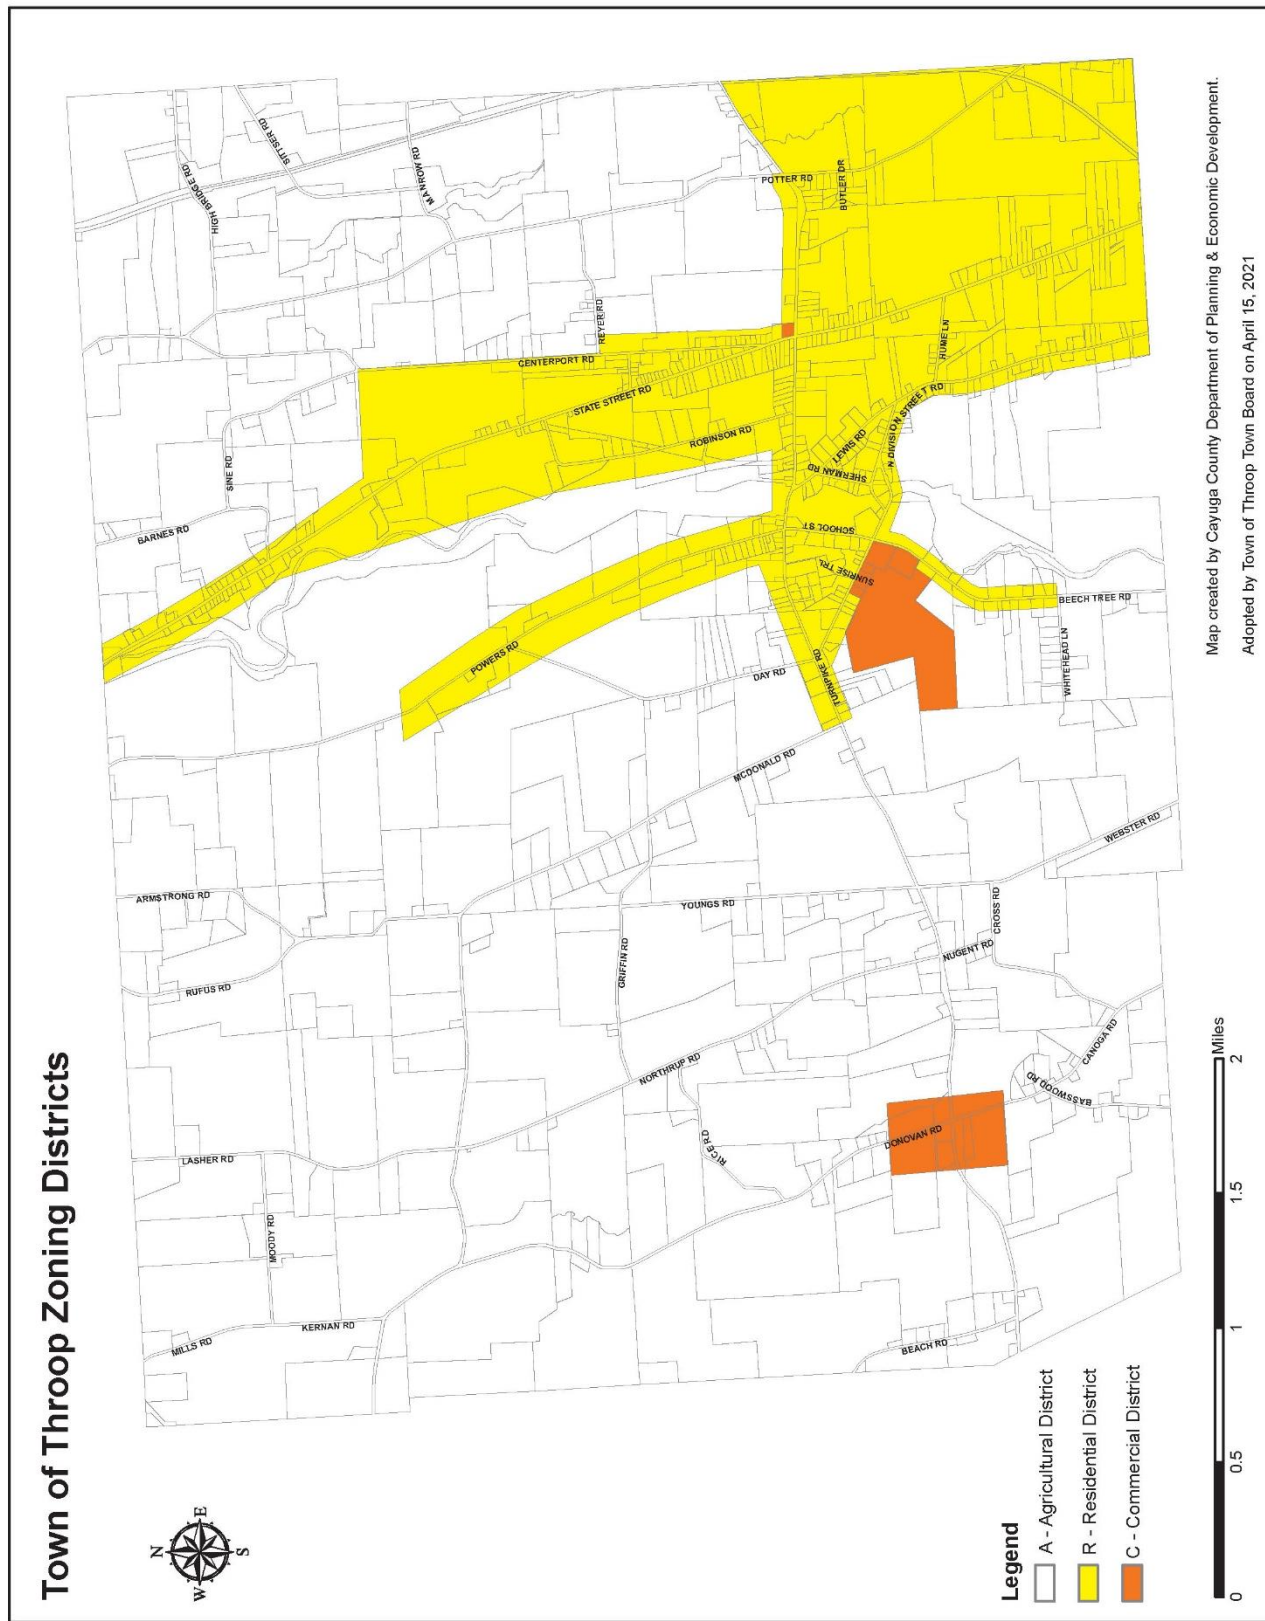 Town of Throop Zoning Districts
N
W
E
S
HIGH BRIDGE RD
SITTSER RD
MANROW RD
BARNES RD
SINE RD
CENTERPORT RD
REYER RD
STATE STREET RD
ROBINSON RD
POTTER RD
BUTLER DR
HUME LN
N DIVISION STREET RD
LEWIS RD
SHERMAN RD
SCHOOL ST
SUNRISE TRL
POWERS RD
DAY RD
TURNPIKE RD
BEECH TREE RD
WHITEHEAD LN
MCDONALD RD
ARMSTRONG RD
RUFUS RD
YOUNGS RD
GRIFFIN RD
WEBSTER RD
CROSS RD
NUGENT RD
CANOGA RD
BASSWOOD RD
NORTHRUP RD
RICE RD
DONOVAN RD
LASHER RD
MOODY RD
MILLS RD
KERNAN RD
BEACH RD
Legend
A - Agricultural District
R - Residential District
C - Commercial District
0 0.5 1 1.5 2
Miles
Map created by Cayuga County Department of Planning & Economic Development.
Adopted by Town of Throop Town Board on April 15, 2021